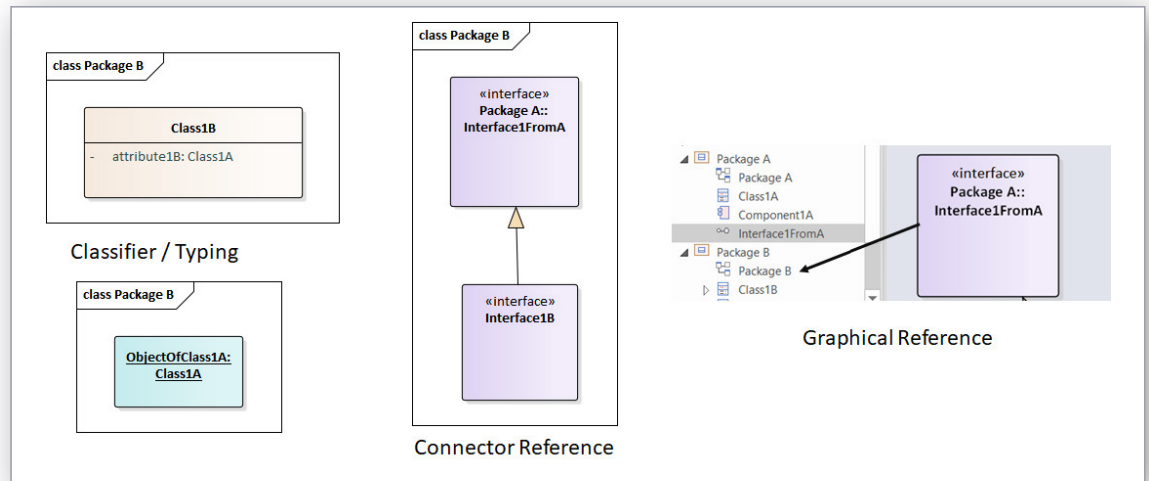 class Package B
Class1B
- attribute1B: Class1A
Classifier / Typing
class Package B
ObjectOfClass1A:
Class1A
class Package B
«interface»
Package A::
Interface1FromA
«interface»
Interface1B
Connector Reference
Package A
Package A
Class1A
Component1A
Interface1FromA
Package B
Package B
Class1B
«interface»
Package A::
Interface1FromA
Graphical Reference